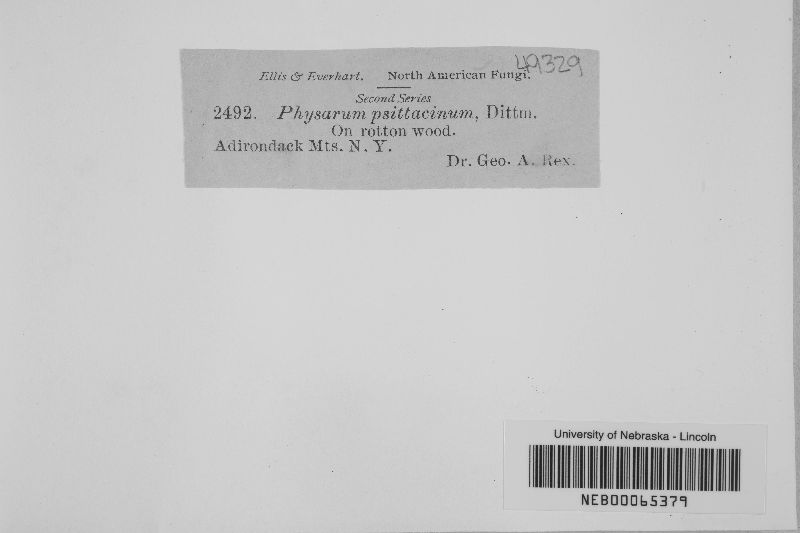 49329
Ellis & Everhart. North American Fungi.
Second Series
2492. Physarum psittacinum, Dittm.
On rotton wood.
Adirondack Mts. N. Y.
Dr. Geo. A. Rex.
University of Nebraska - Lincoln
NEB00065379